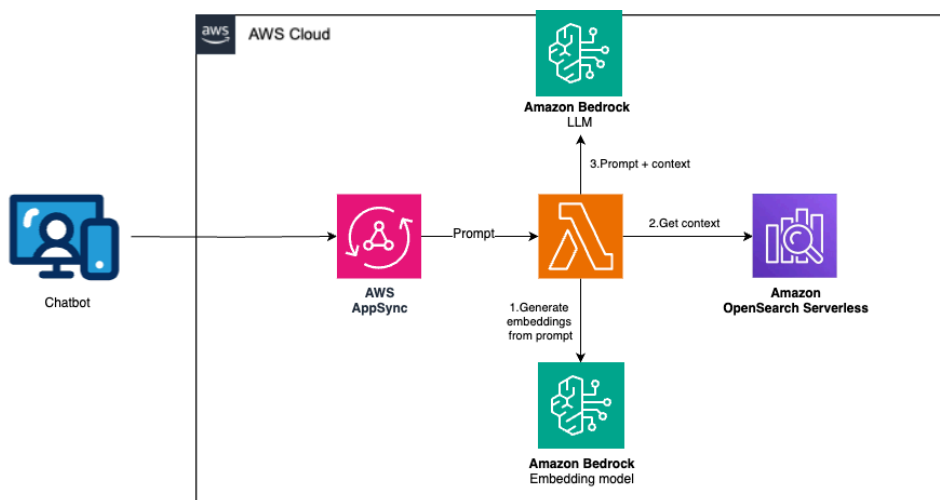 aws
AWS Cloud
Amazon Bedrock
LLM
3.Prompt + context
Prompt
2.Get context
Chatbot
AWS
AppSync
1.Generate
embeddings
from prompt
Amazon
OpenSearch Serverless
Amazon Bedrock
Embedding model